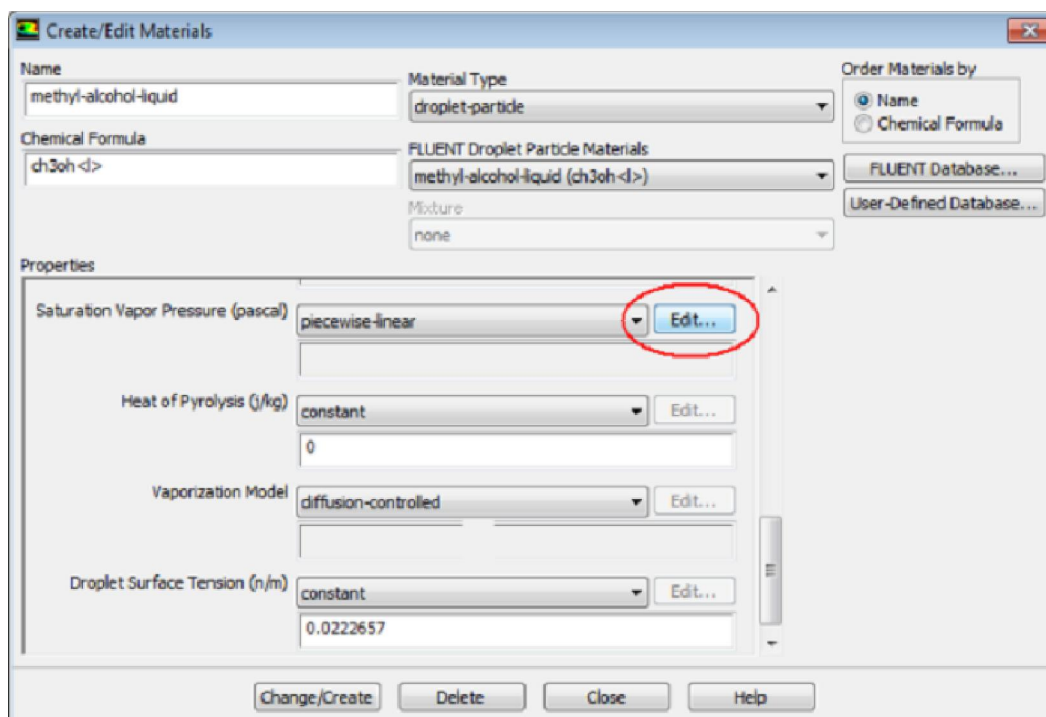 Create/Edit Materials
Name
methyl-alcohol-liquid
Chemical Formula
ch3oh<l>
Material Type
droplet-particle
FLUENT Droplet Particle Materials
methyl-alcohol-liquid (ch3oh<l>)
Mixture
none
Order Materials by
Name
Chemical Formula
FLUENT Database...
User-Defined Database...
Properties
Saturation Vapor Pressure (pascal)
piecewise-linear
Edit...
Heat of Pyrolysis (j/kg)
constant
Edit...
0
Vaporization Model
diffusion-controlled
Edit...
Droplet Surface Tension (n/m)
constant
Edit...
0.0222657
Change/Create
Delete
Close
Help